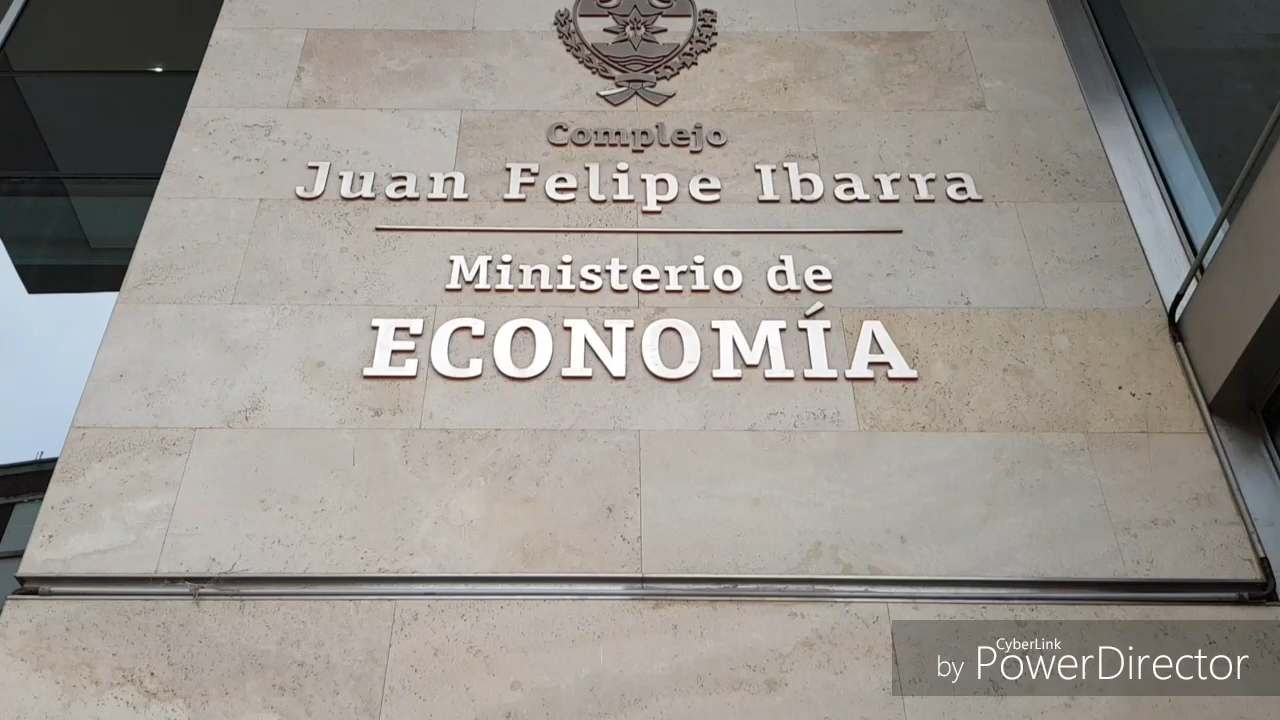 Complejo
Juan Felipe Ibarra
Ministerio de
ECONOMÍA
CyberLink
by PowerDirector